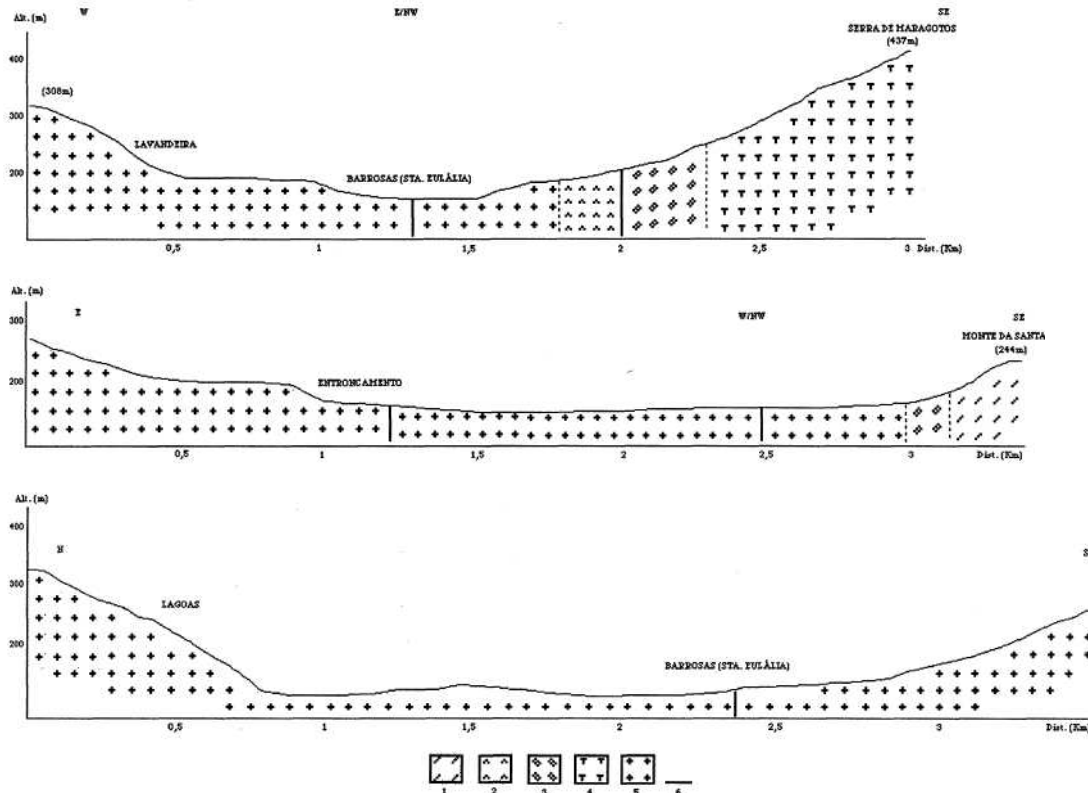 W E/NW SE
Alt. (m)
SERRA DE MARAGOTOS
(437m)
400
(308m)
300
LAVANDEIRA
200
BARROSAS (STA. EULÁLIA)
0,5 1 1,5 2 2,5 3 Dist. (Km)
Alt. (m)
E W/NW SE
300
MONTE DA SANTA
(244m)
200
ENTRONCAMENTO
0,5 1 1,5 2 2,5 3 Dist. (Km)
Alt. (m)
400
N S
300
LAGOAS
200
BARROSAS (STA. EULÁLIA)
0,5 1 1,5 2 3 Dist. (Km)
1 2 3 4 5 6